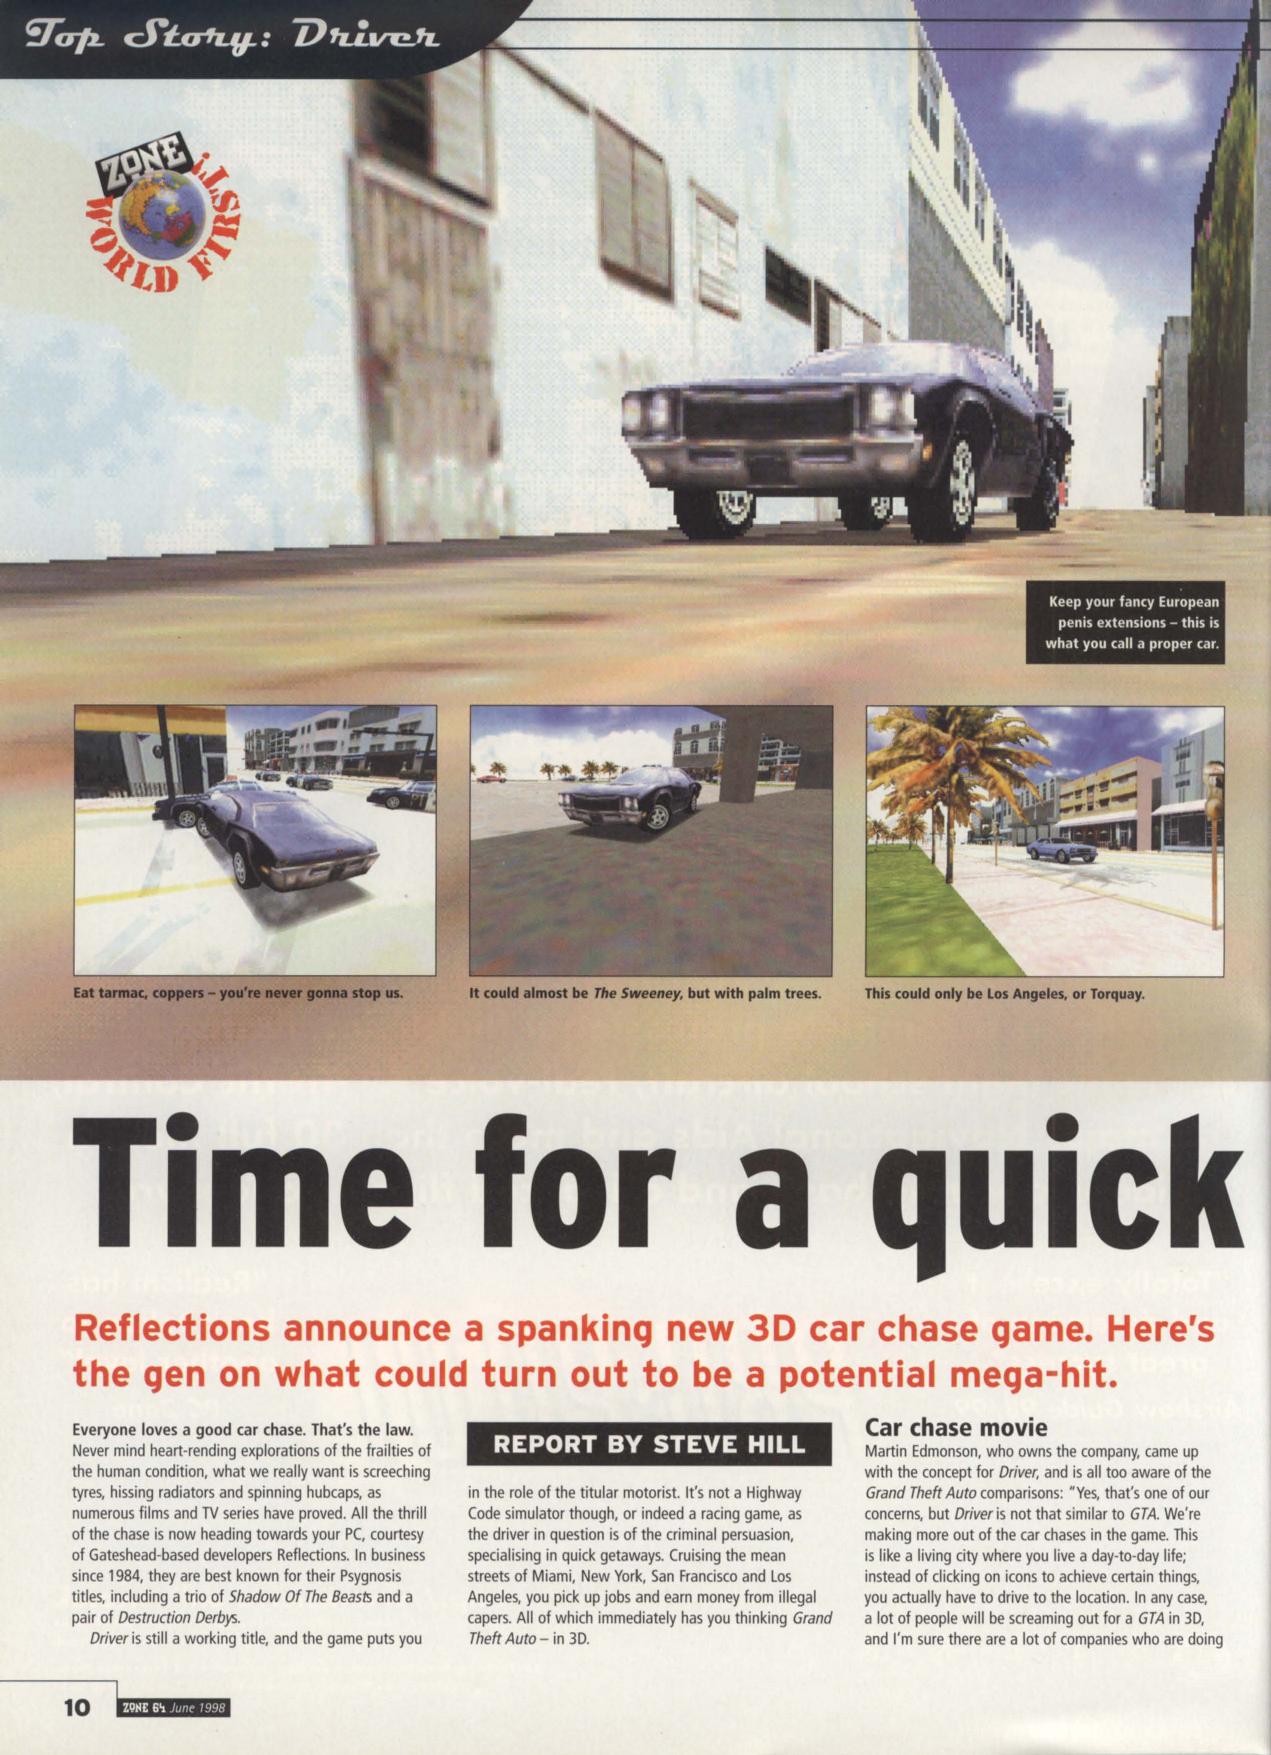 Top Story: Driver
ZONE
WORLD FIRST!
Keep your fancy European
penis extensions – this is
what you call a proper car.
Eat tarmac, coppers – you're never gonna stop us.
It could almost be The Sweeney, but with palm trees.
This could only be Los Angeles, or Torquay.
Time for a quick
Reflections announce a spanking new 3D car chase game. Here's
the gen on what could turn out to be a potential mega-hit.
Everyone loves a good car chase. That's the law.
Never mind heart-rending explorations of the frailties of
the human condition, what we really want is screeching
tyres, hissing radiators and spinning hubcaps, as
numerous films and TV series have proved. All the thrill
of the chase is now heading towards your PC, courtesy
of Gateshead-based developers Reflections. In business
since 1984, they are best known for their Psygnosis
titles, including a trio of Shadow Of The Beasts and a
pair of Destruction Derbys.
Driver is still a working title, and the game puts you
REPORT BY STEVE HILL
in the role of the titular motorist. It's not a Highway
Code simulator though, or indeed a racing game, as
the driver in question is of the criminal persuasion,
specialising in quick getaways. Cruising the mean
streets of Miami, New York, San Francisco and Los
Angeles, you pick up jobs and earn money from illegal
capers. All of which immediately has you thinking Grand
Theft Auto – in 3D.
Car chase movie
Martin Edmonson, who owns the company, came up
with the concept for Driver, and is all too aware of the
Grand Theft Auto comparisons: "Yes, that's one of our
concerns, but Driver is not that similar to GTA. We're
making more out of the car chases in the game. This
is like a living city where you live a day-to-day life;
instead of clicking on icons to achieve certain things,
you actually have to drive to the location. In any case,
a lot of people will be screaming out for a GTA in 3D,
and I'm sure there are a lot of companies who are doing
10
ZONE 64 June 1998